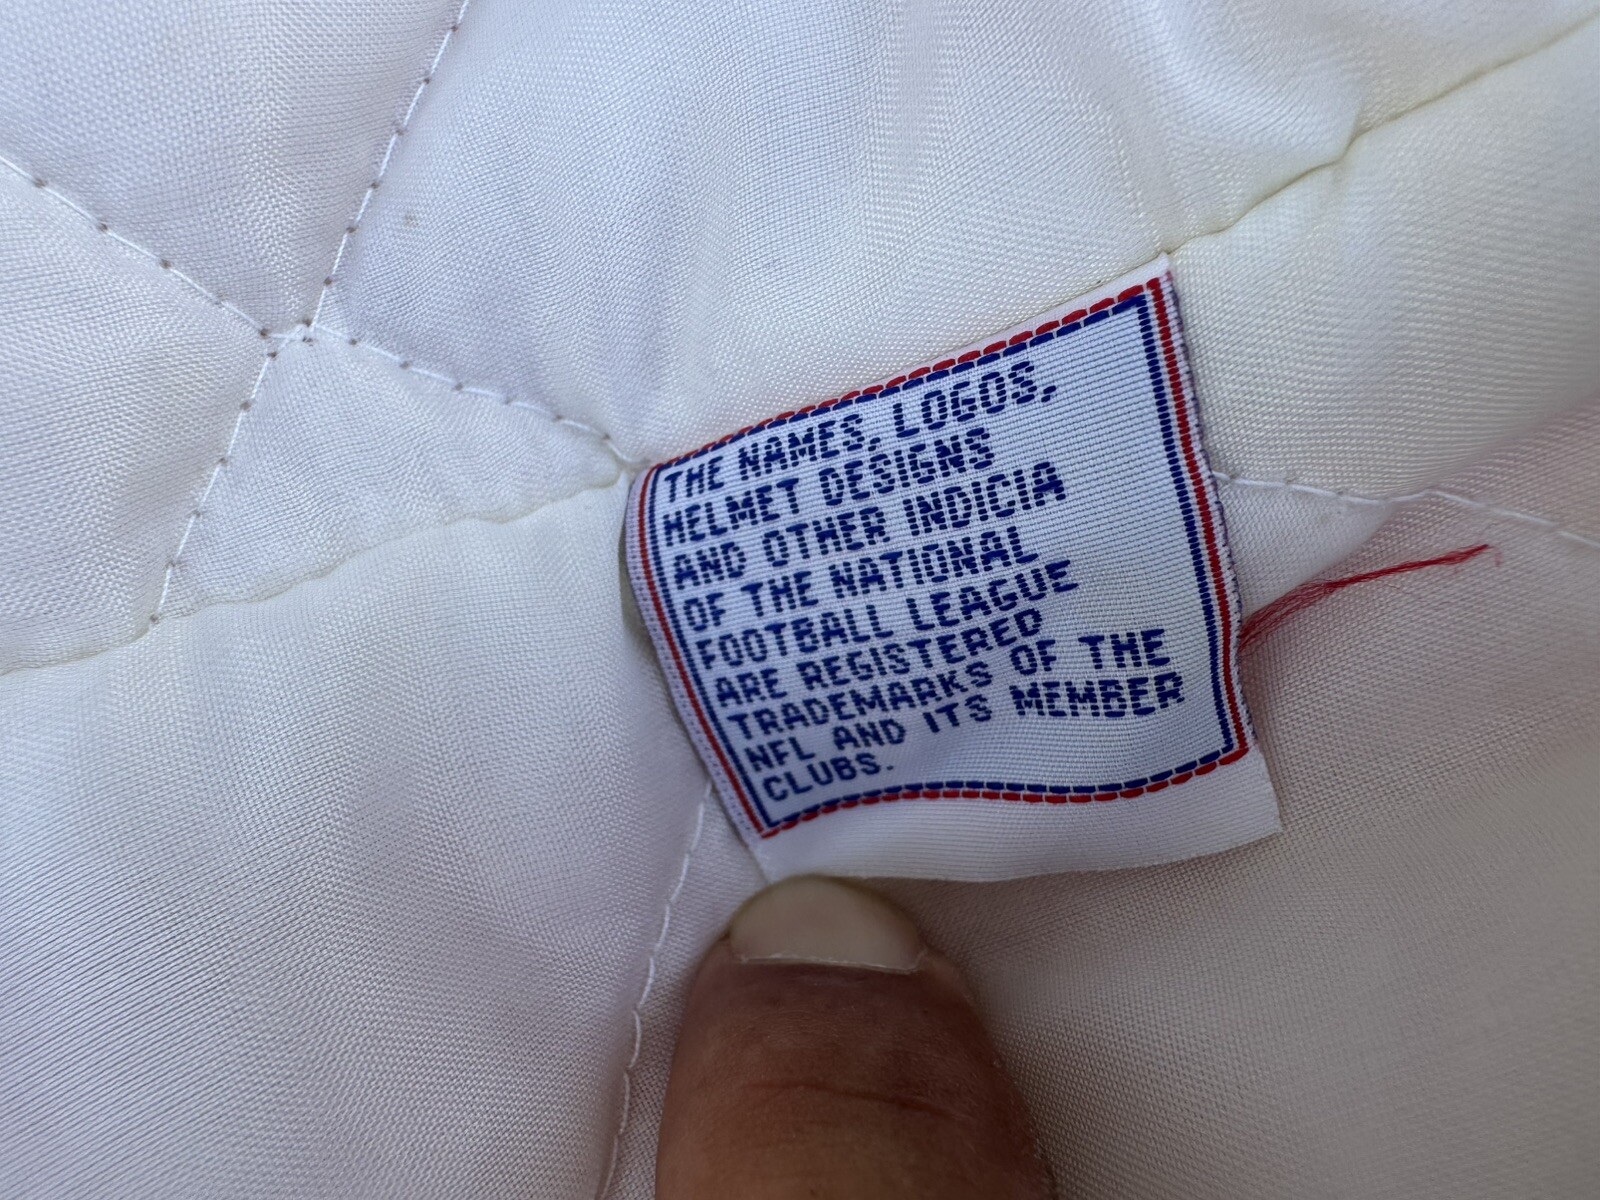 THE NAMES, LOGOS,
HELMET DESIGNS
AND OTHER INDICIA
OF THE NATIONAL
FOOTBALL LEAGUE
ARE REGISTERED
TRADEMARKS OF THE
NFL AND ITS MEMBER
CLUBS.